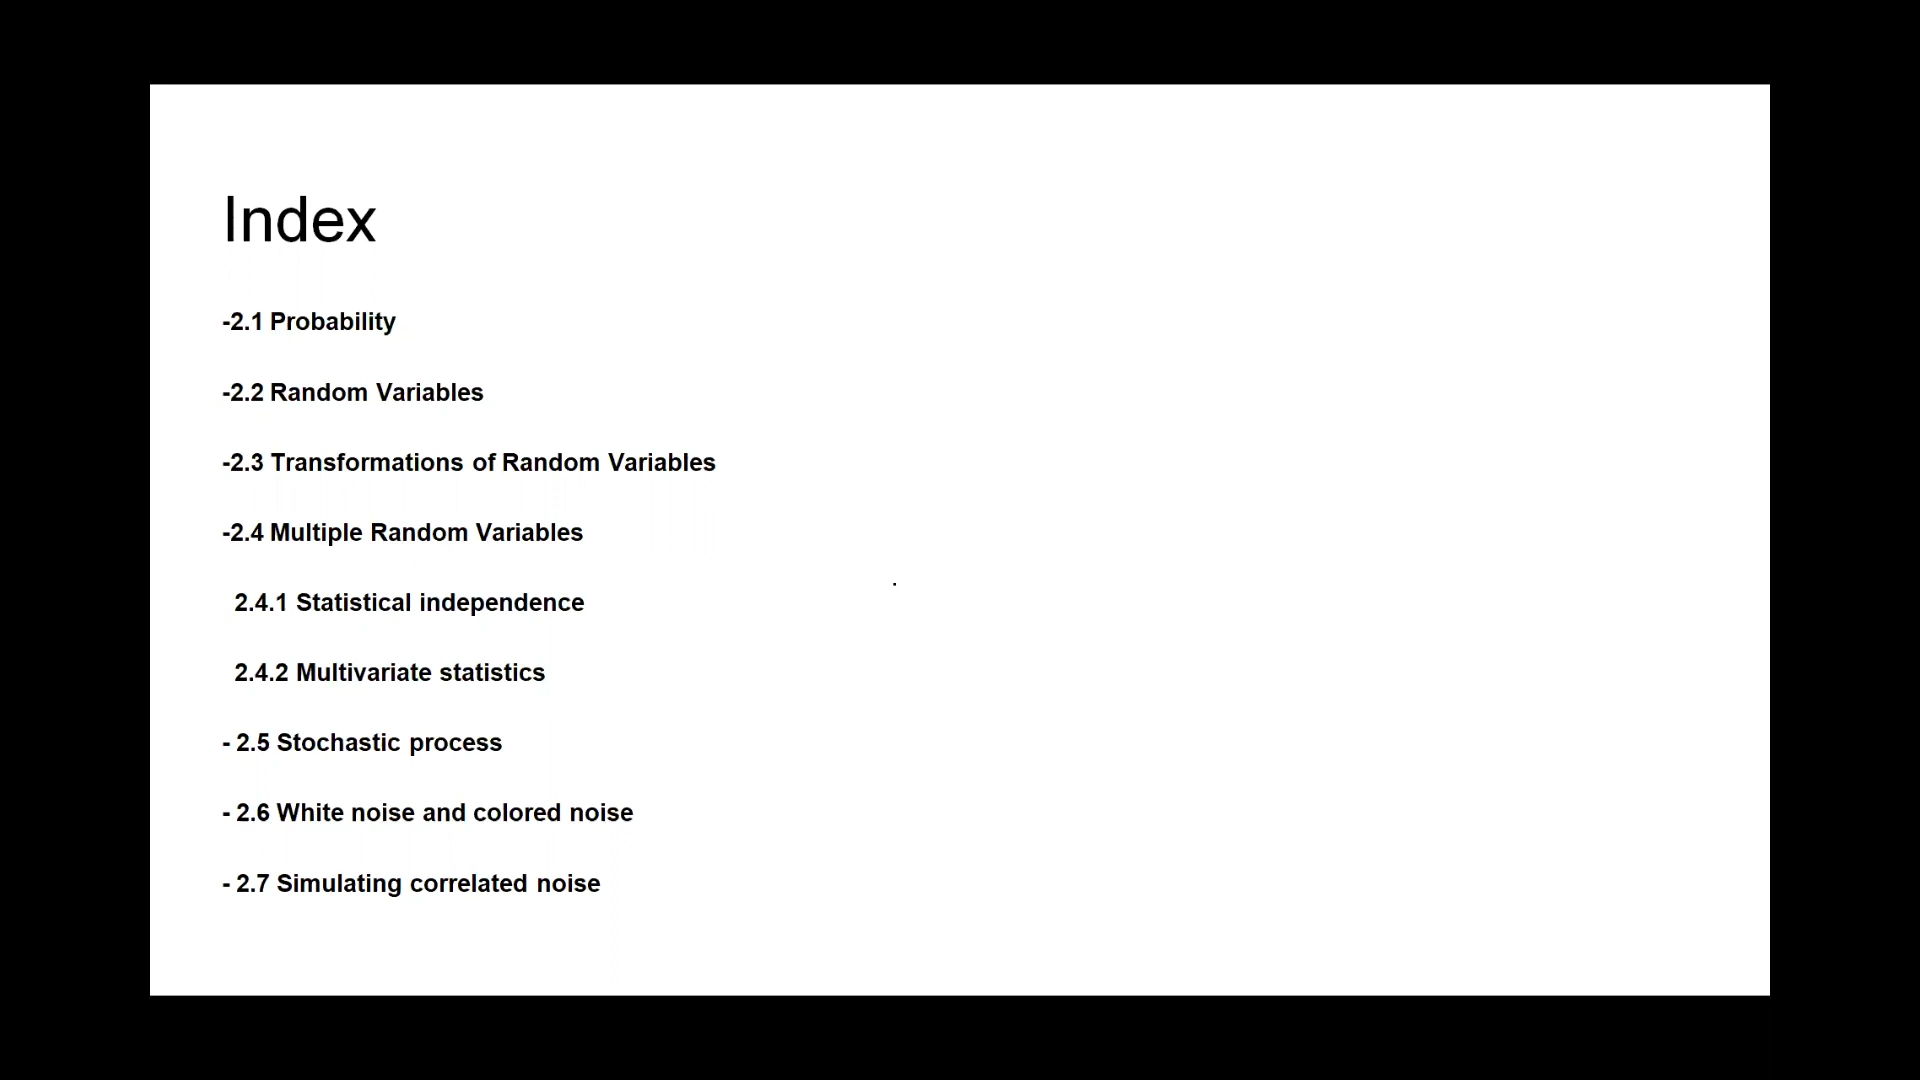 Index
-2.1 Probability
-2.2 Random Variables
-2.3 Transformations of Random Variables
-2.4 Multiple Random Variables
2.4.1 Statistical independence
2.4.2 Multivariate statistics
- 2.5 Stochastic process
- 2.6 White noise and colored noise
- 2.7 Simulating correlated noise